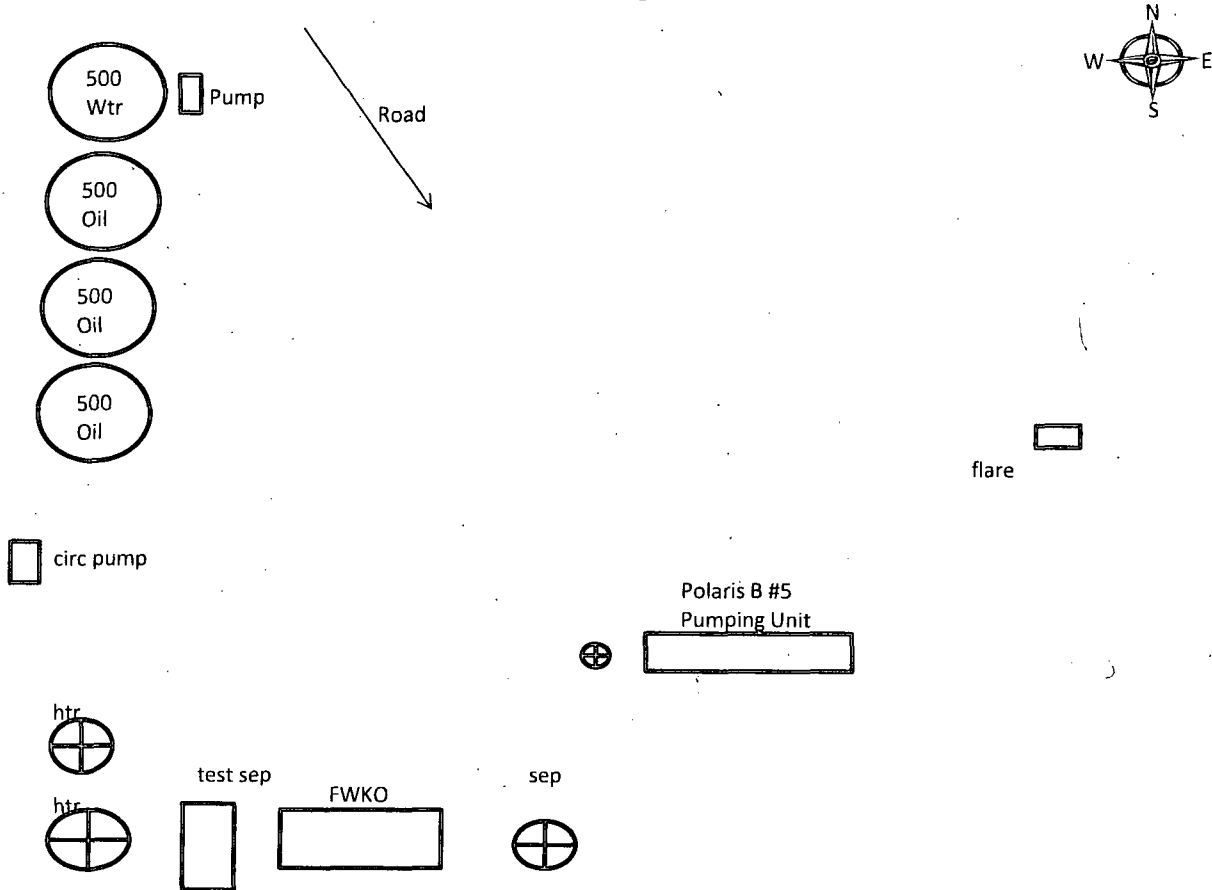 N
W E
S
500
Wtr
Pump
Road
500
Oil
500
Oil
500
Oil
flare
circ pump
Polaris B #5
Pumping Unit
htr
test sep
sep
FWKO
htr